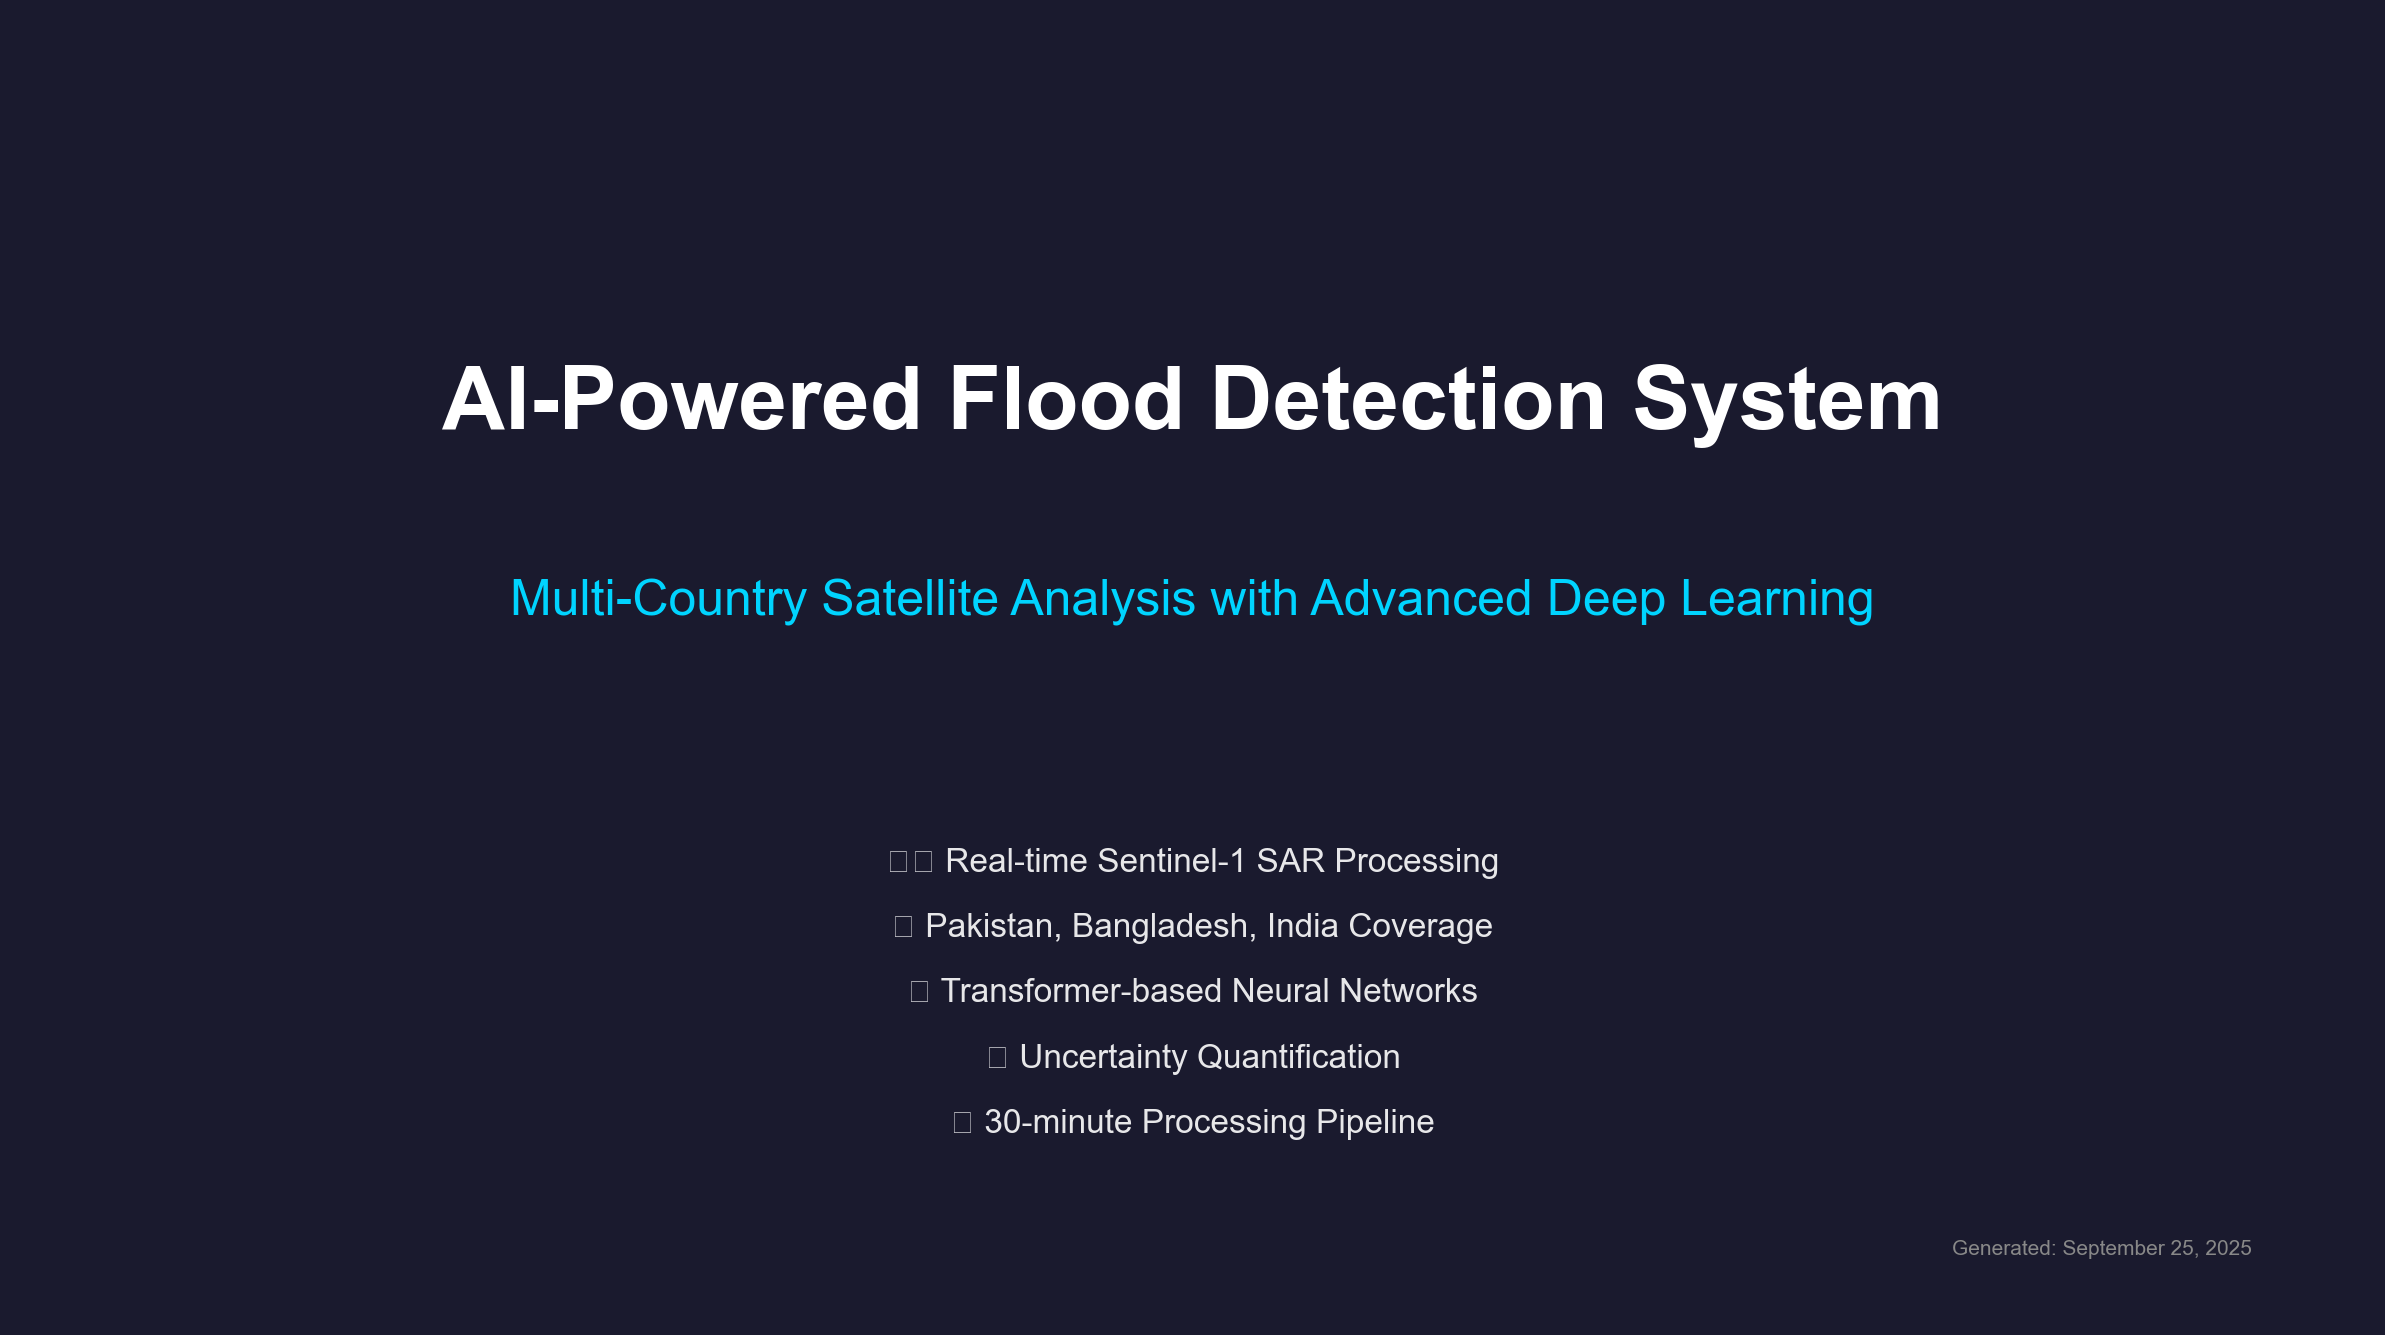 AI-Powered Flood Detection System
Multi-Country Satellite Analysis with Advanced Deep Learning
Real-time Sentinel-1 SAR Processing
Pakistan, Bangladesh, India Coverage
Transformer-based Neural Networks
Uncertainty Quantification
30-minute Processing Pipeline
Generated: September 25, 2025